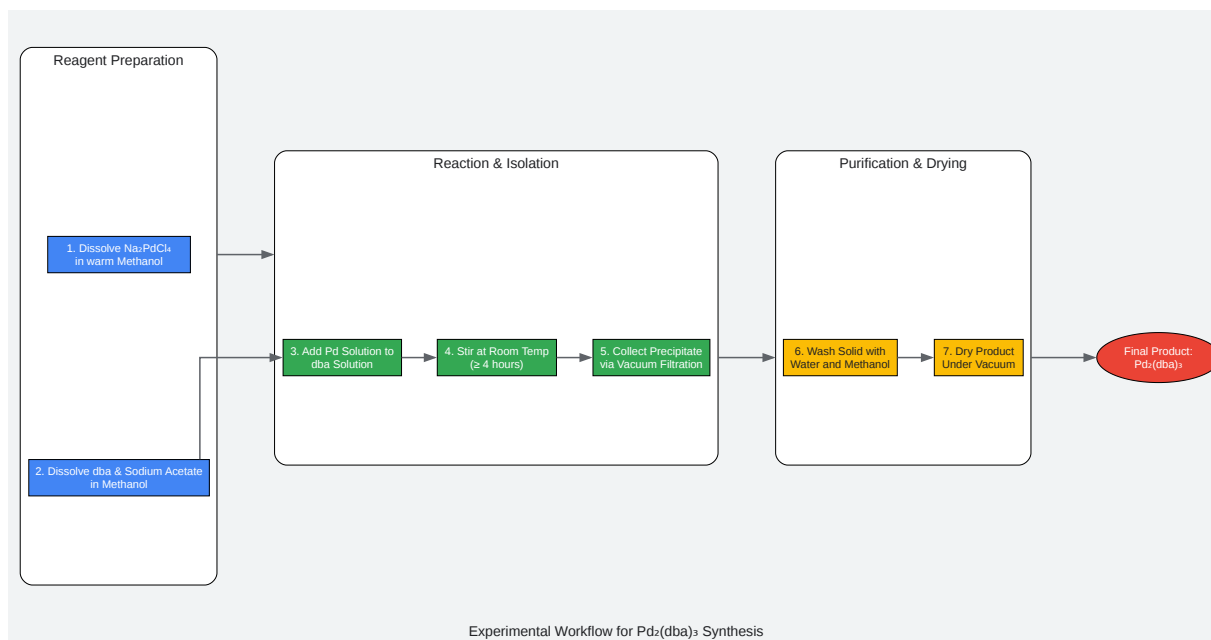 Reagent Preparation
1. Dissolve Na₂PdCl₄
in warm Methanol
2. Dissolve dba & Sodium Acetate
in Methanol
Reaction & Isolation
3. Add Pd Solution to
dba Solution
4. Stir at Room Temp
(≥ 4 hours)
5. Collect Precipitate
via Vacuum Filtration
Purification & Drying
6. Wash Solid with
Water and Methanol
7. Dry Product
Under Vacuum
Final Product:
Pd₂(dba)₃
Experimental Workflow for Pd₂(dba)₃ Synthesis